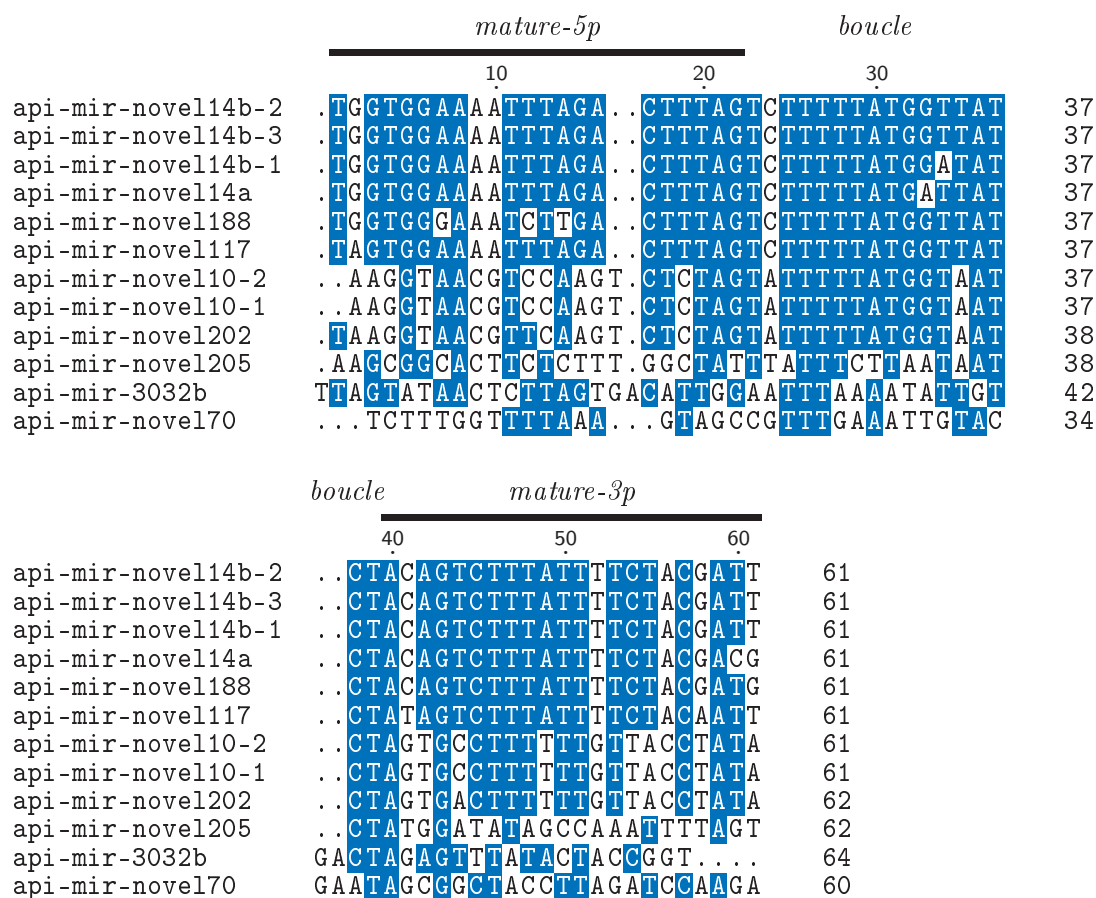 mature-5p boucle
10 20 30
api-mir-novel14b-2 .TGGTGGAAAATTTAGA..CTTTAGTCTTTTTATGGTTAT 37
api-mir-novel14b-3 .TGGTGGAAAATTTAGA..CTTTAGTCTTTTTATGGTTAT 37
api-mir-novel14b-1 .TGGTGGAAAATTTAGA..CTTTAGTCTTTTTATGGATAT 37
api-mir-novel14a .TGGTGGAAAATTTAGA..CTTTAGTCTTTTTATGATTAT 37
api-mir-novel188 .TGGTGGGAAATCTTGA..CTTTAGTCTTTTTATGGTTAT 37
api-mir-novel117 .TAGTGGAAAATTTAGA..CTTTAGTCTTTTTATGGTTAT 37
api-mir-novel10-2 ..AAGGTAACGTCCAAGT.CTCTAGTATTTTTATGGTAAT 37
api-mir-novel10-1 ..AAGGTAACGTCCAAGT.CTCTAGTATTTTTATGGTAAT 37
api-mir-novel202 .TAAGGTAACGTTCAAGT.CTCTAGTATTTTTATGGTAAT 38
api-mir-novel205 .AAGCGGCACTTCTCTTT.GGCTATTTATTTCTTAATAAT 38
api-mir-3032b TTAGTATAACTCTTAGTGACATTGGAATTTAAAATATTGT 42
api-mir-novel70 ...TCTTTGGTTTTAAA...GTAGCCGTTTGAAATTGTAC 34
boucle mature-3p
40 50 60
api-mir-novel14b-2 ..CTACAGTCTTTATTTTCTACGATT 61
api-mir-novel14b-3 ..CTACAGTCTTTATTTTCTACGATT 61
api-mir-novel14b-1 ..CTACAGTCTTTATTTTCTACGATT 61
api-mir-novel14a ..CTACAGTCTTTATTTTCTACGACG 61
api-mir-novel188 ..CTACAGTCTTTATTTTCTACGATG 61
api-mir-novel117 ..CTATAGTCTTTATTTTCTACAATT 61
api-mir-novel10-2 ..CTAGTGCCTTTTTTGTTACCTATA 61
api-mir-novel10-1 ..CTAGTGCCTTTTTTGTTACCTATA 61
api-mir-novel202 ..CTAGTGACTTTTTTGTTACCTATA 62
api-mir-novel205 ..CTATGGATATAGCCAAATTTTAGT 62
api-mir-3032b GACTAGAGTTTATACTACCGGT.... 64
api-mir-novel70 GAATAGCGGCTACCTTAGATCCAAGA 60